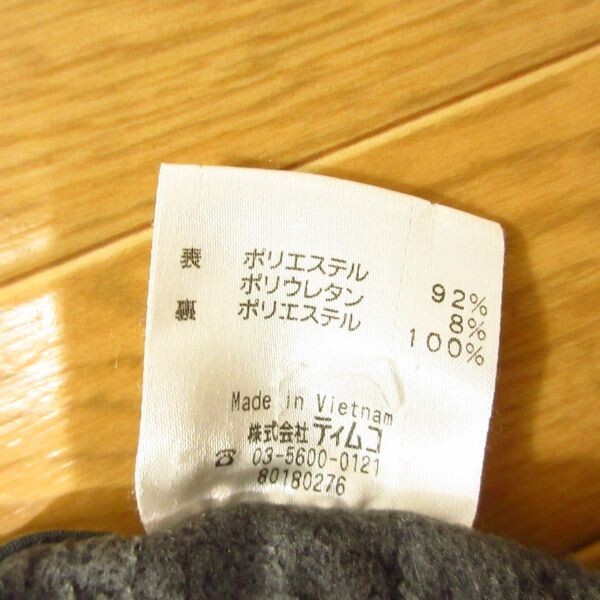 表 ポリエステル 92%
ポリウレタン 8%
裏 ポリエステル 100%
Made in Vietnam
株式会社 ティムコ
☎ 03-5600-0121
80180276